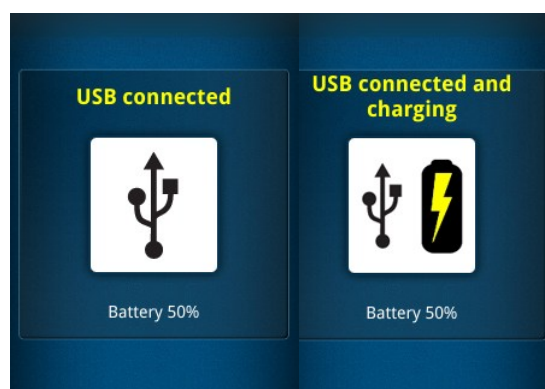 USB connected
Battery 50%
USB connected and
charging
Battery 50%